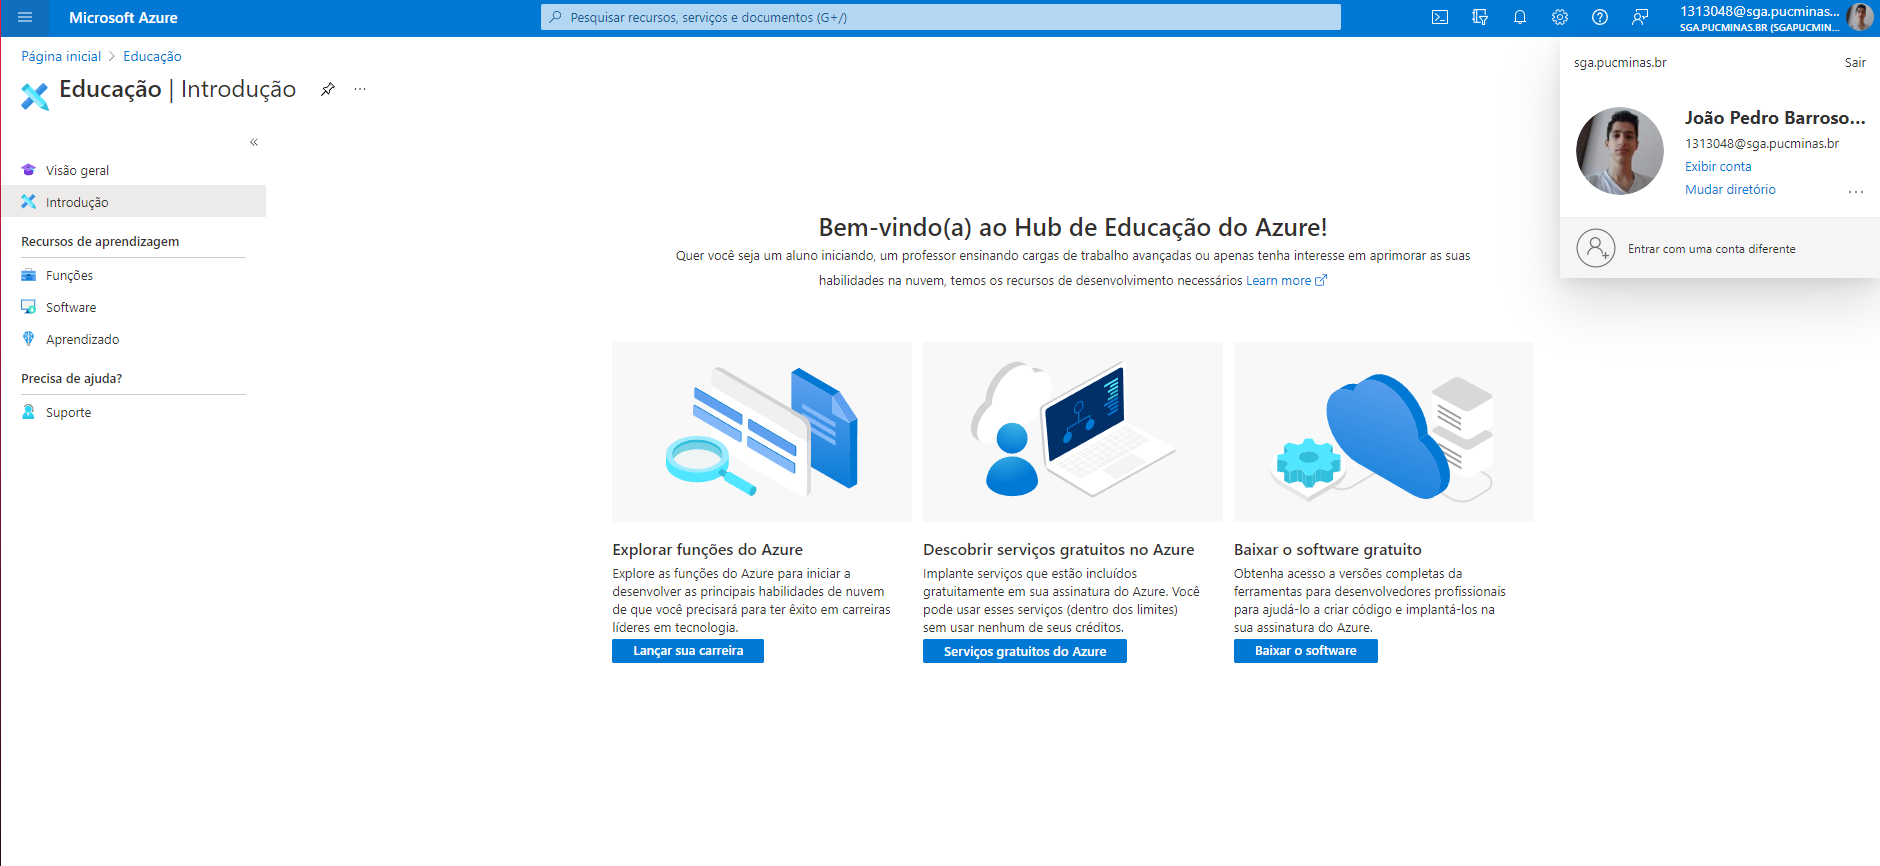 Microsoft Azure
Pesquisar recursos, serviços e documentos (G+/)
1313048@sga.pucminas...
SGA.PUCMINAS.BR (SGAPUCMIN...
Página inicial > Educação
Educação | Introdução
...
«
Visão geral
Introdução
Recursos de aprendizagem
Funções
Software
Aprendizado
Precisa de ajuda?
Suporte
sga.pucminas.br
Sair
João Pedro Barroso...
1313048@sga.pucminas.br
Exibir conta
Mudar diretório
...
Entrar com uma conta diferente
Bem-vindo(a) ao Hub de Educação do Azure!
Quer você seja um aluno iniciando, um professor ensinando cargas de trabalho avançadas ou apenas tenha interesse em aprimorar as suas
habilidades na nuvem, temos os recursos de desenvolvimento necessários Learn more
Explorar funções do Azure
Explore as funções do Azure para iniciar a
desenvolver as principais habilidades de nuvem
de que você precisará para ter êxito em carreiras
líderes em tecnologia.
Lançar sua carreira
Descobrir serviços gratuitos no Azure
Implante serviços que estão incluídos
gratuitamente em sua assinatura do Azure. Você
pode usar esses serviços (dentro dos limites)
sem usar nenhum de seus créditos.
Serviços gratuitos do Azure
Baixar o software gratuito
Obtenha acesso a versões completas da
ferramentas para desenvolvedores profissionais
para ajudá-lo a criar código e implantá-los na
sua assinatura do Azure.
Baixar o software